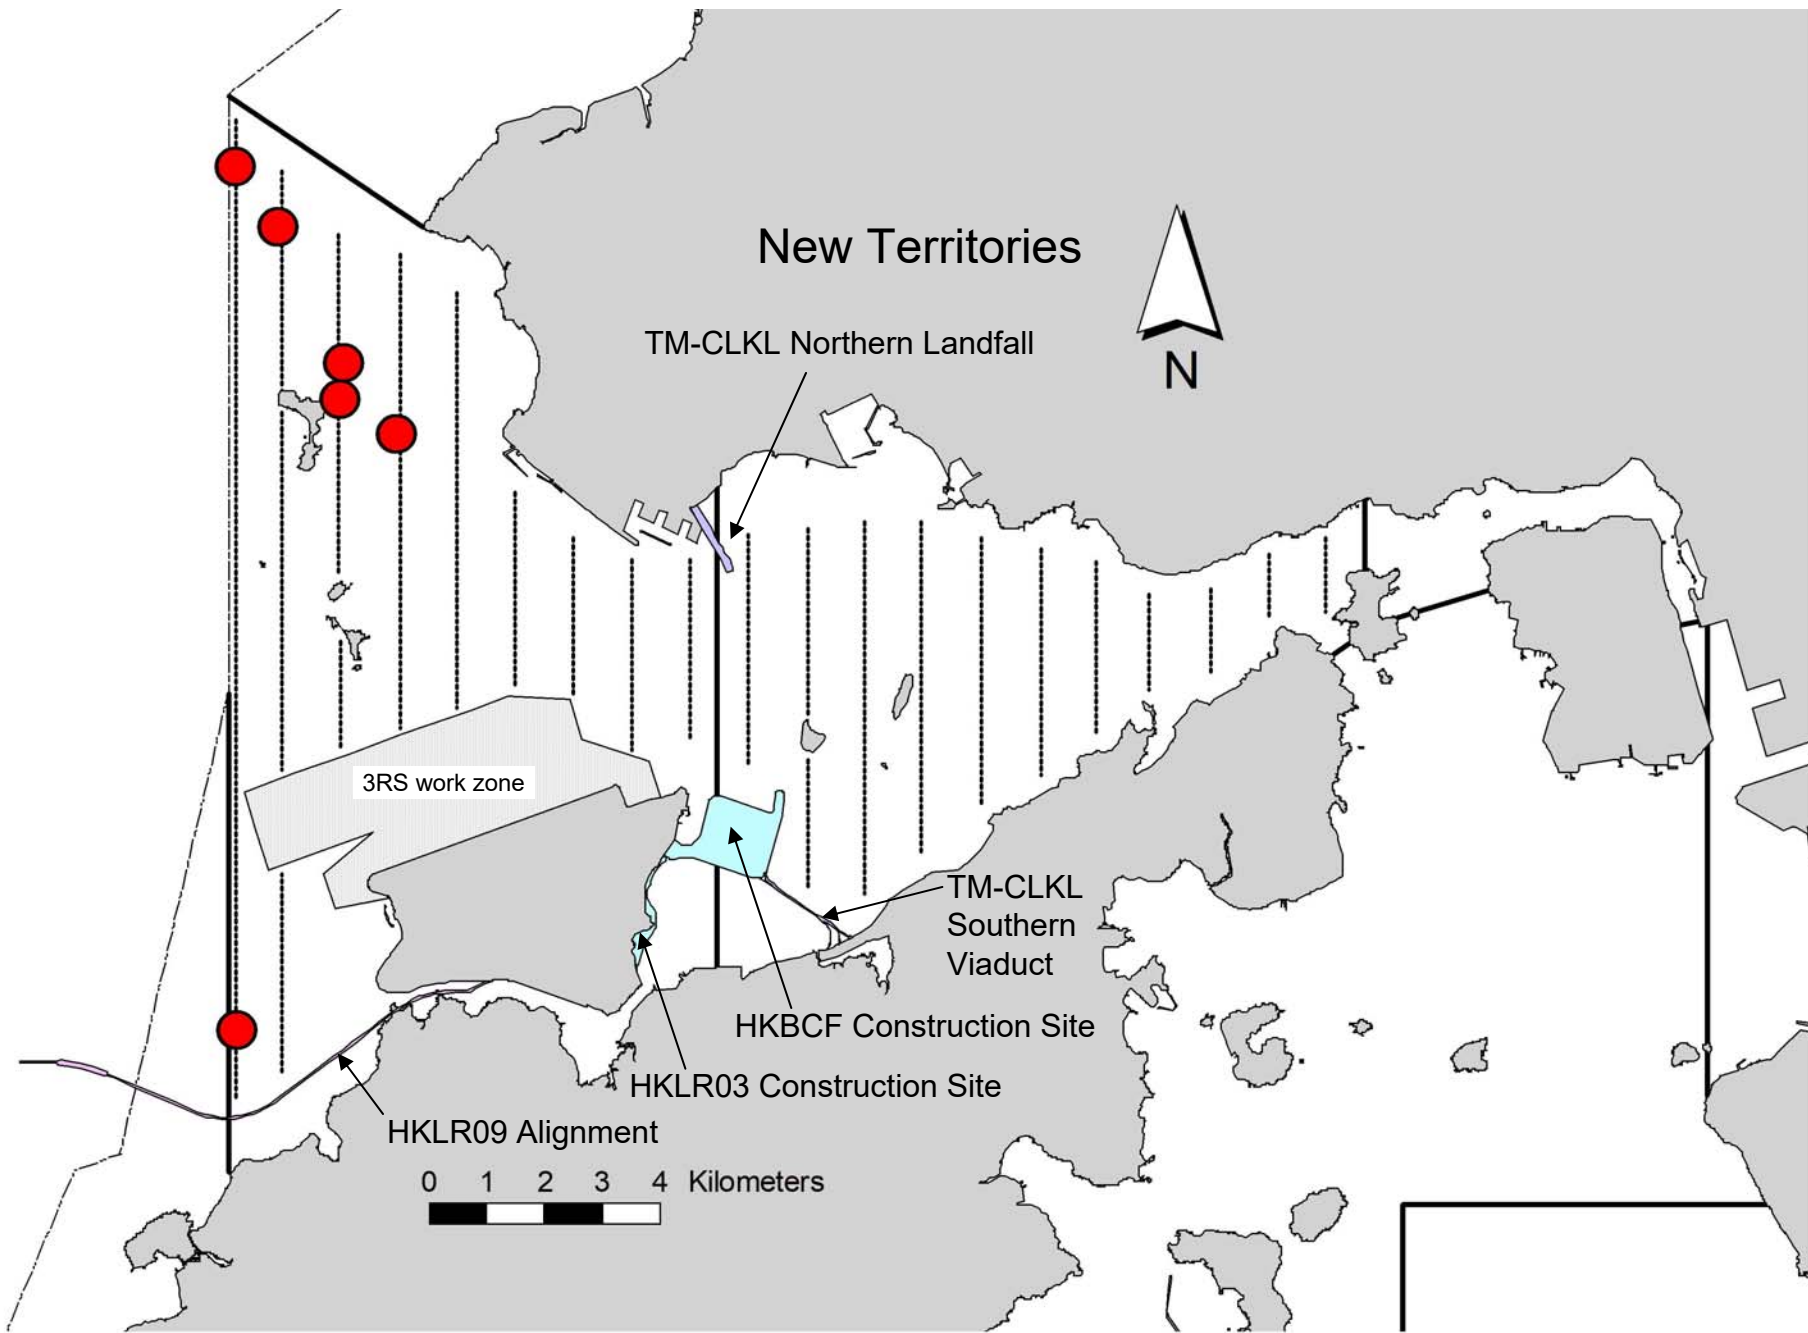 New Territories
TM-CLKL Northern Landfall
N
3RS work zone
TM-CLKL
Southern
Viaduct
HKBCF Construction Site
HKLR03 Construction Site
HKLR09 Alignment
0 1 2 3 4 Kilometers